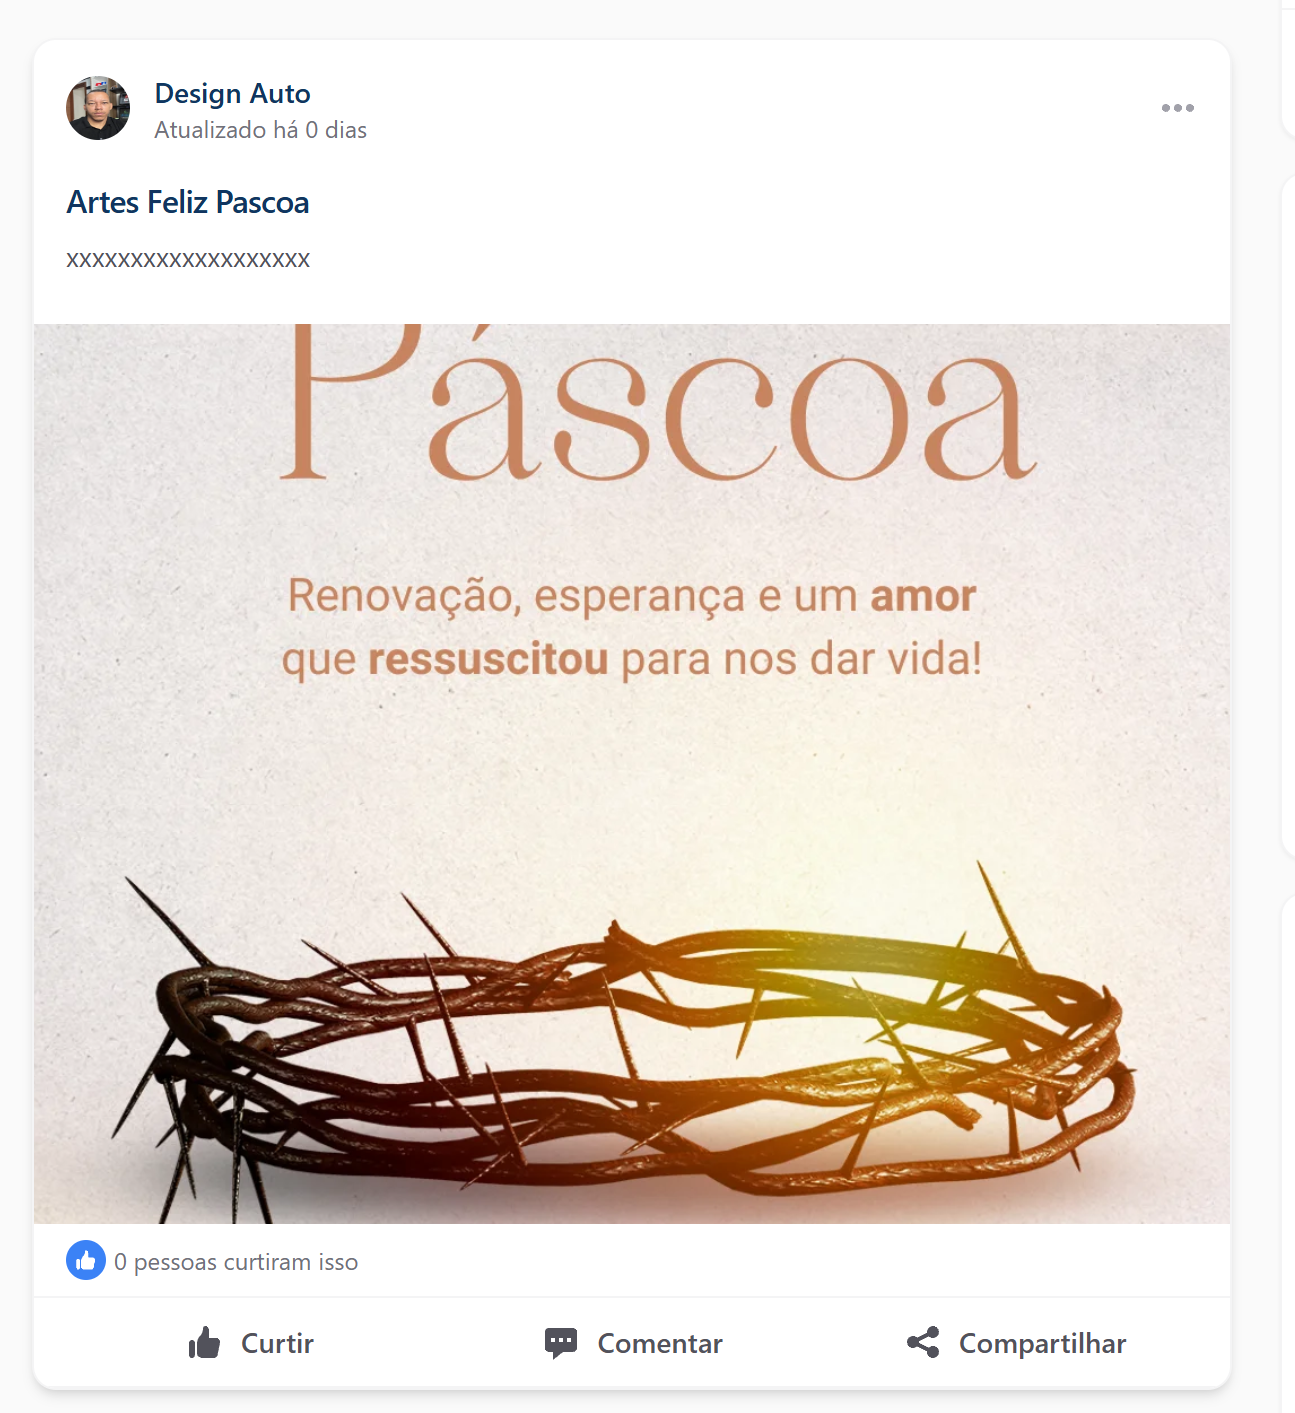 Design Auto
Atualizado há 0 dias
Artes Feliz Pascoa
xxxxxxxxxxxxxxxxxxx
Páscoa
Renovação, esperança e um amor
que ressuscitou para nos dar vida!
0 pessoas curtiram isso
Curtir
Comentar
Compartilhar